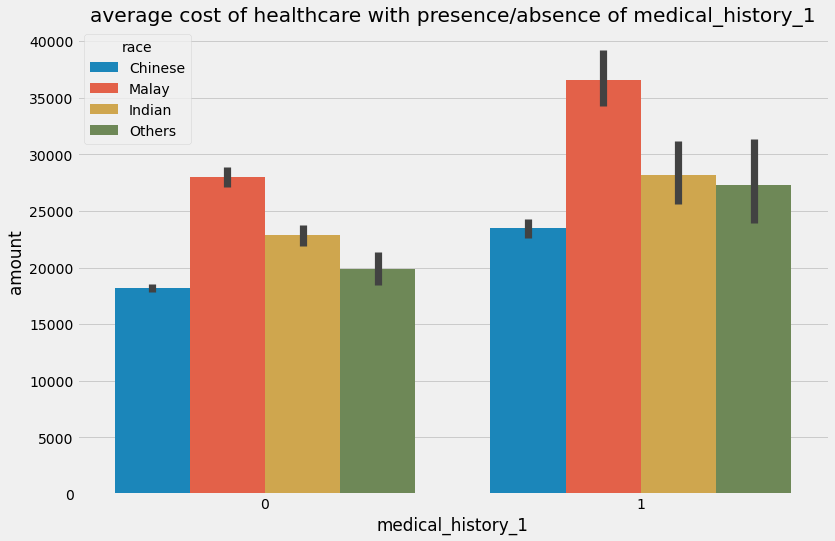 average cost of healthcare with presence/absence of medical_history_1
race
Chinese
Malay
Indian
Others
40000
35000
30000
25000
20000
15000
10000
5000
0
amount
0
1
medical_history_1